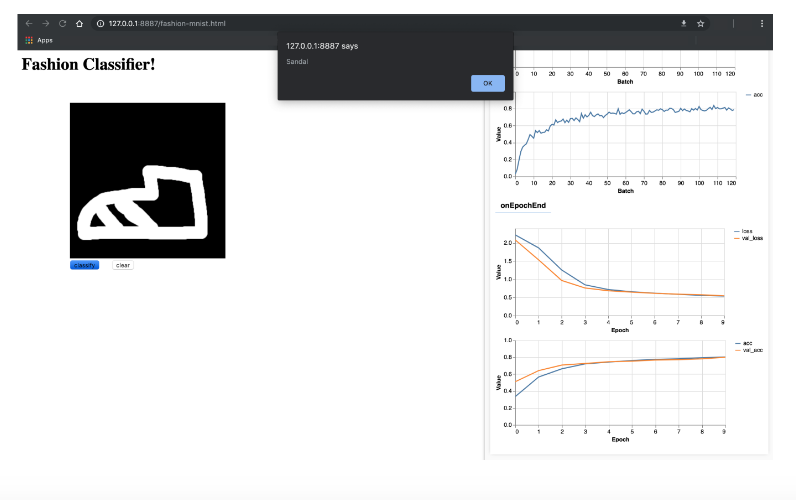 127.0.0.1:8887/fashion-mnist.html
Apps
127.0.0.1:8887 says
Sandal
OK
Fashion Classifier!
classify
clear
0 10 20 30 40 50 60 70 80 90 100 110 120
Batch
acc
Value
0.8
0.6
0.4
0.2
0.0
0 10 20 30 40 50 60 70 80 90 100 110 120
Batch
onEpochEnd
loss
val_loss
Value
2.0
1.5
1.0
0.5
0.0
0 1 2 3 4 5 6 7 8 9
Epoch
acc
val_acc
Value
1.0
0.8
0.6
0.4
0.2
0.0
0 1 2 3 4 5 6 7 8 9
Epoch